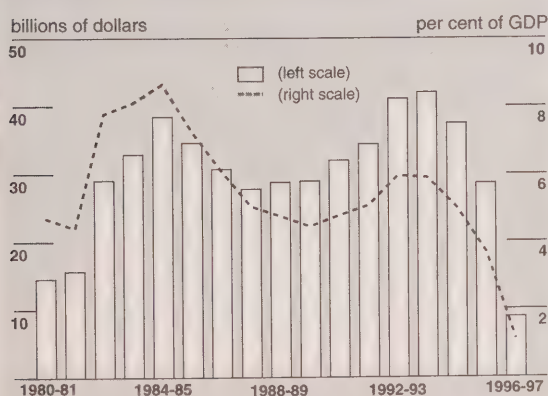 billions of dollars per cent of GDP
50 10
(left scale)
(right scale)
40 8
30 6
20 4
10 2
1980-81 1984-85 1988-89 1992-93 1996-97